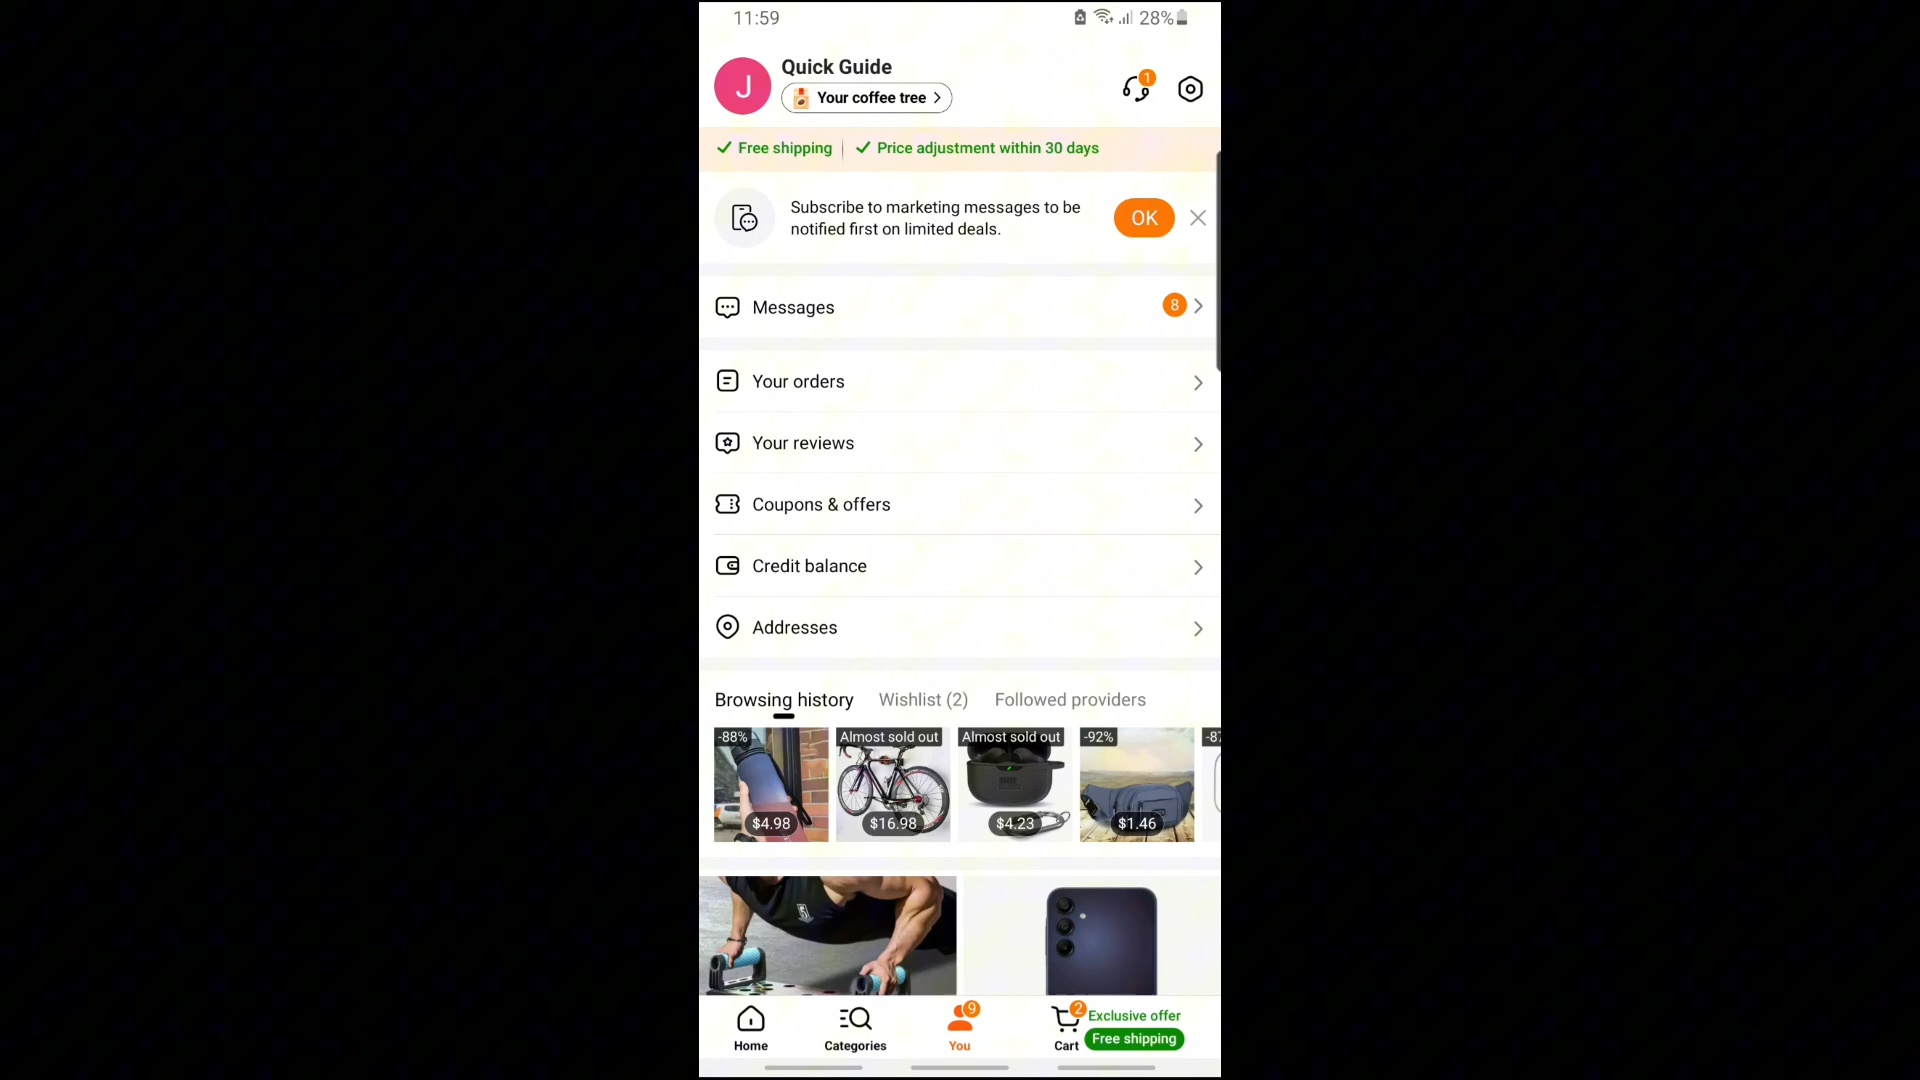 11:59
28%
J
Quick Guide
Your coffee tree
1
Free shipping
Price adjustment within 30 days
Subscribe to marketing messages to be
notified first on limited deals.
OK
Messages
8
Your orders
Your reviews
Coupons & offers
Credit balance
Addresses
Browsing history
Wishlist (2)
Followed providers
-88%
Almost sold out
Almost sold out
-92%
-87
$4.98
$16.98
$4.23
$1.46
Home
Categories
9
You
2
Cart
Exclusive offer
Free shipping